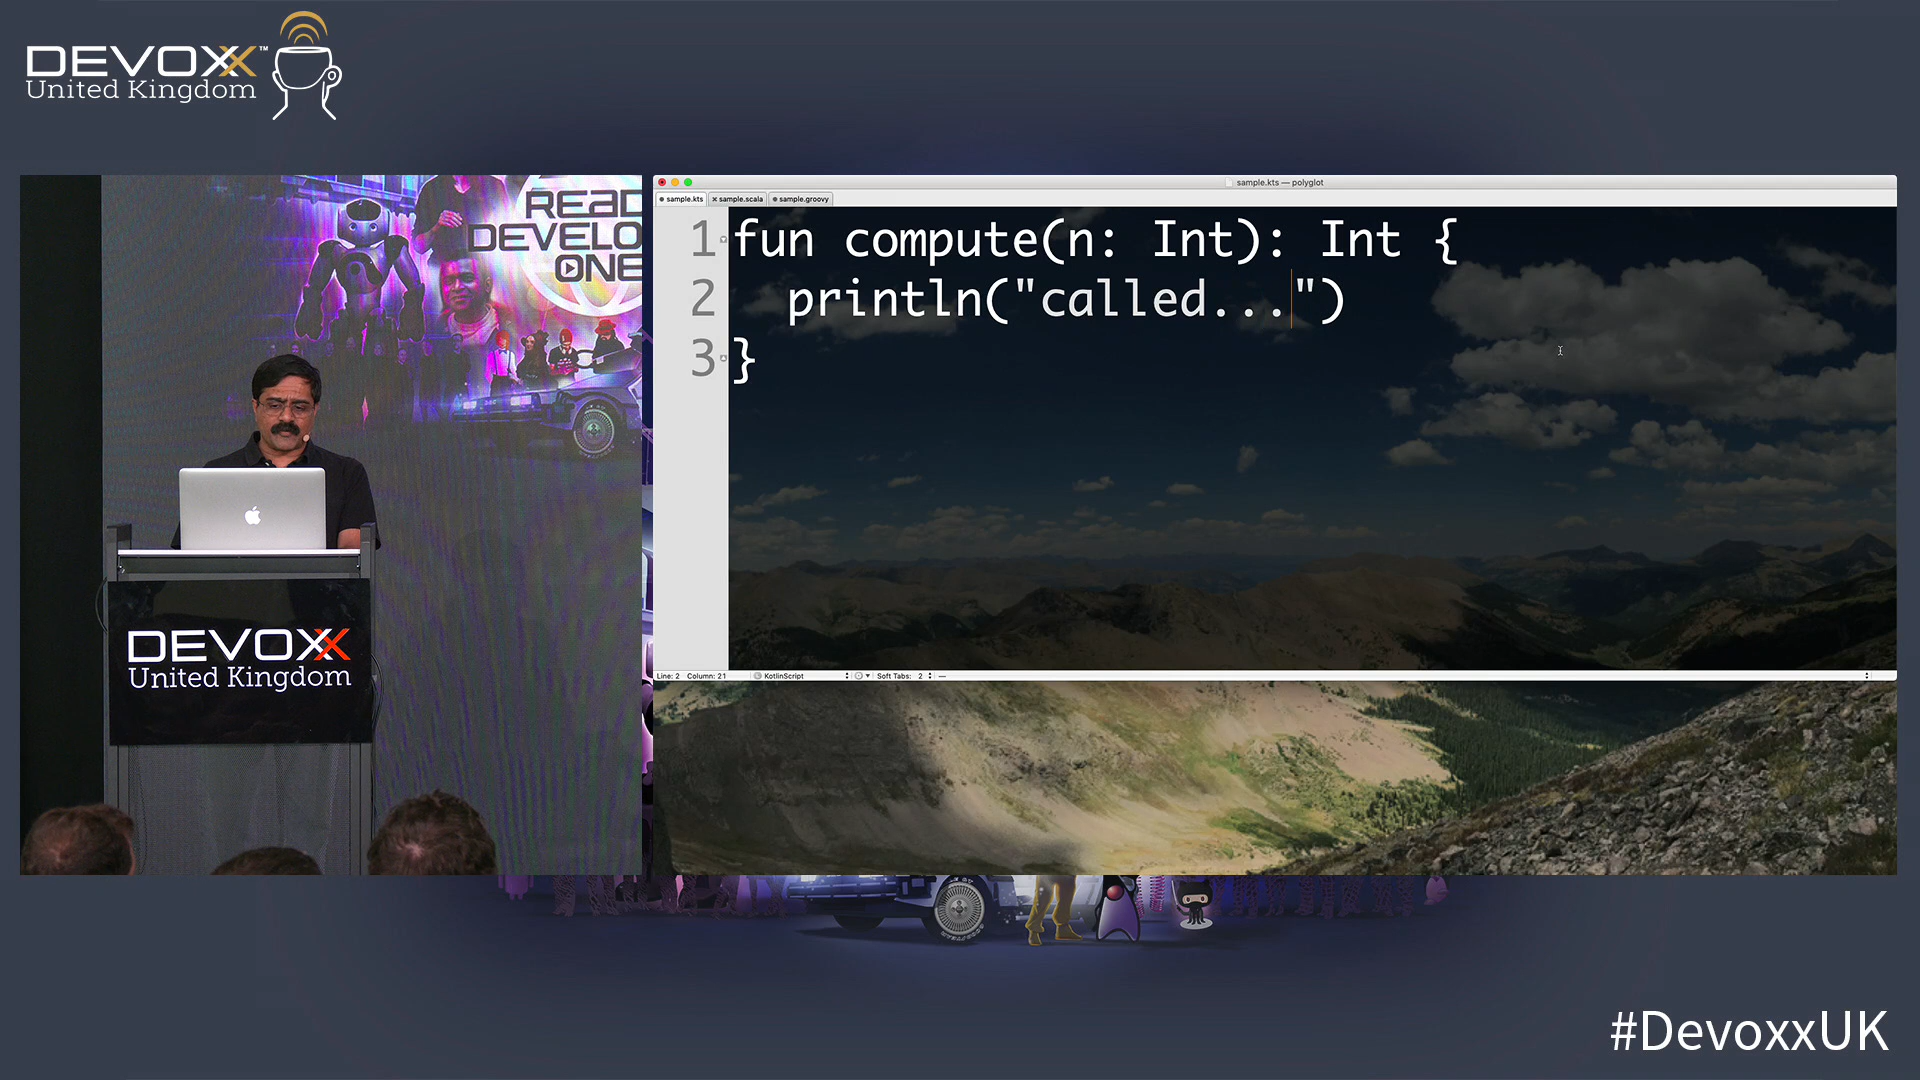 DEVOXX™
United Kingdom
READ
DEVELO
ONE
DEVOXX
United Kingdom
sample.kts — polyglot
sample.kts
sample.scala
sample.groovy
1 fun compute(n: Int): Int {
2   println("called...")
3 }
Line: 2 Column: 21 KotlinScript Soft Tabs: 2
#DevoxxUK